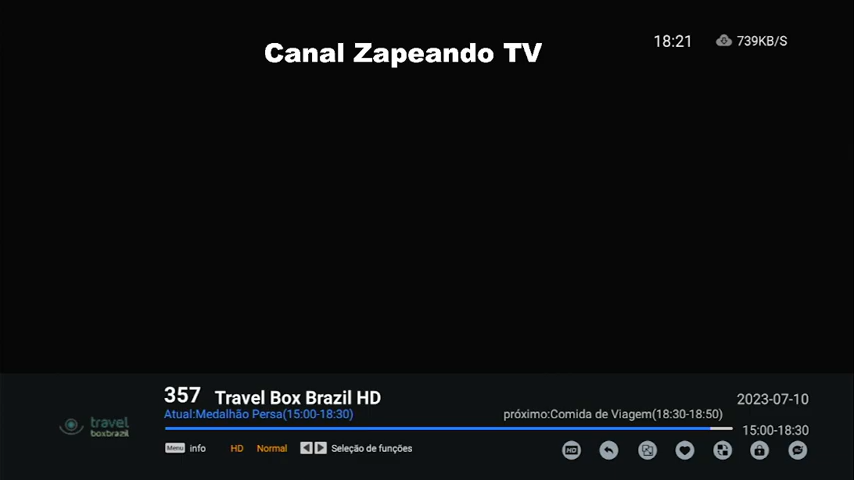 Canal Zapeando TV
18:21
739KB/S
357 Travel Box Brazil HD
2023-07-10
Atual:Medalhão Persa(15:00-18:30)
próximo:Comida de Viagem(18:30-18:50)
15:00-18:30
travel
boxbrazil
Menu info HD Normal Seleção de funções
HD